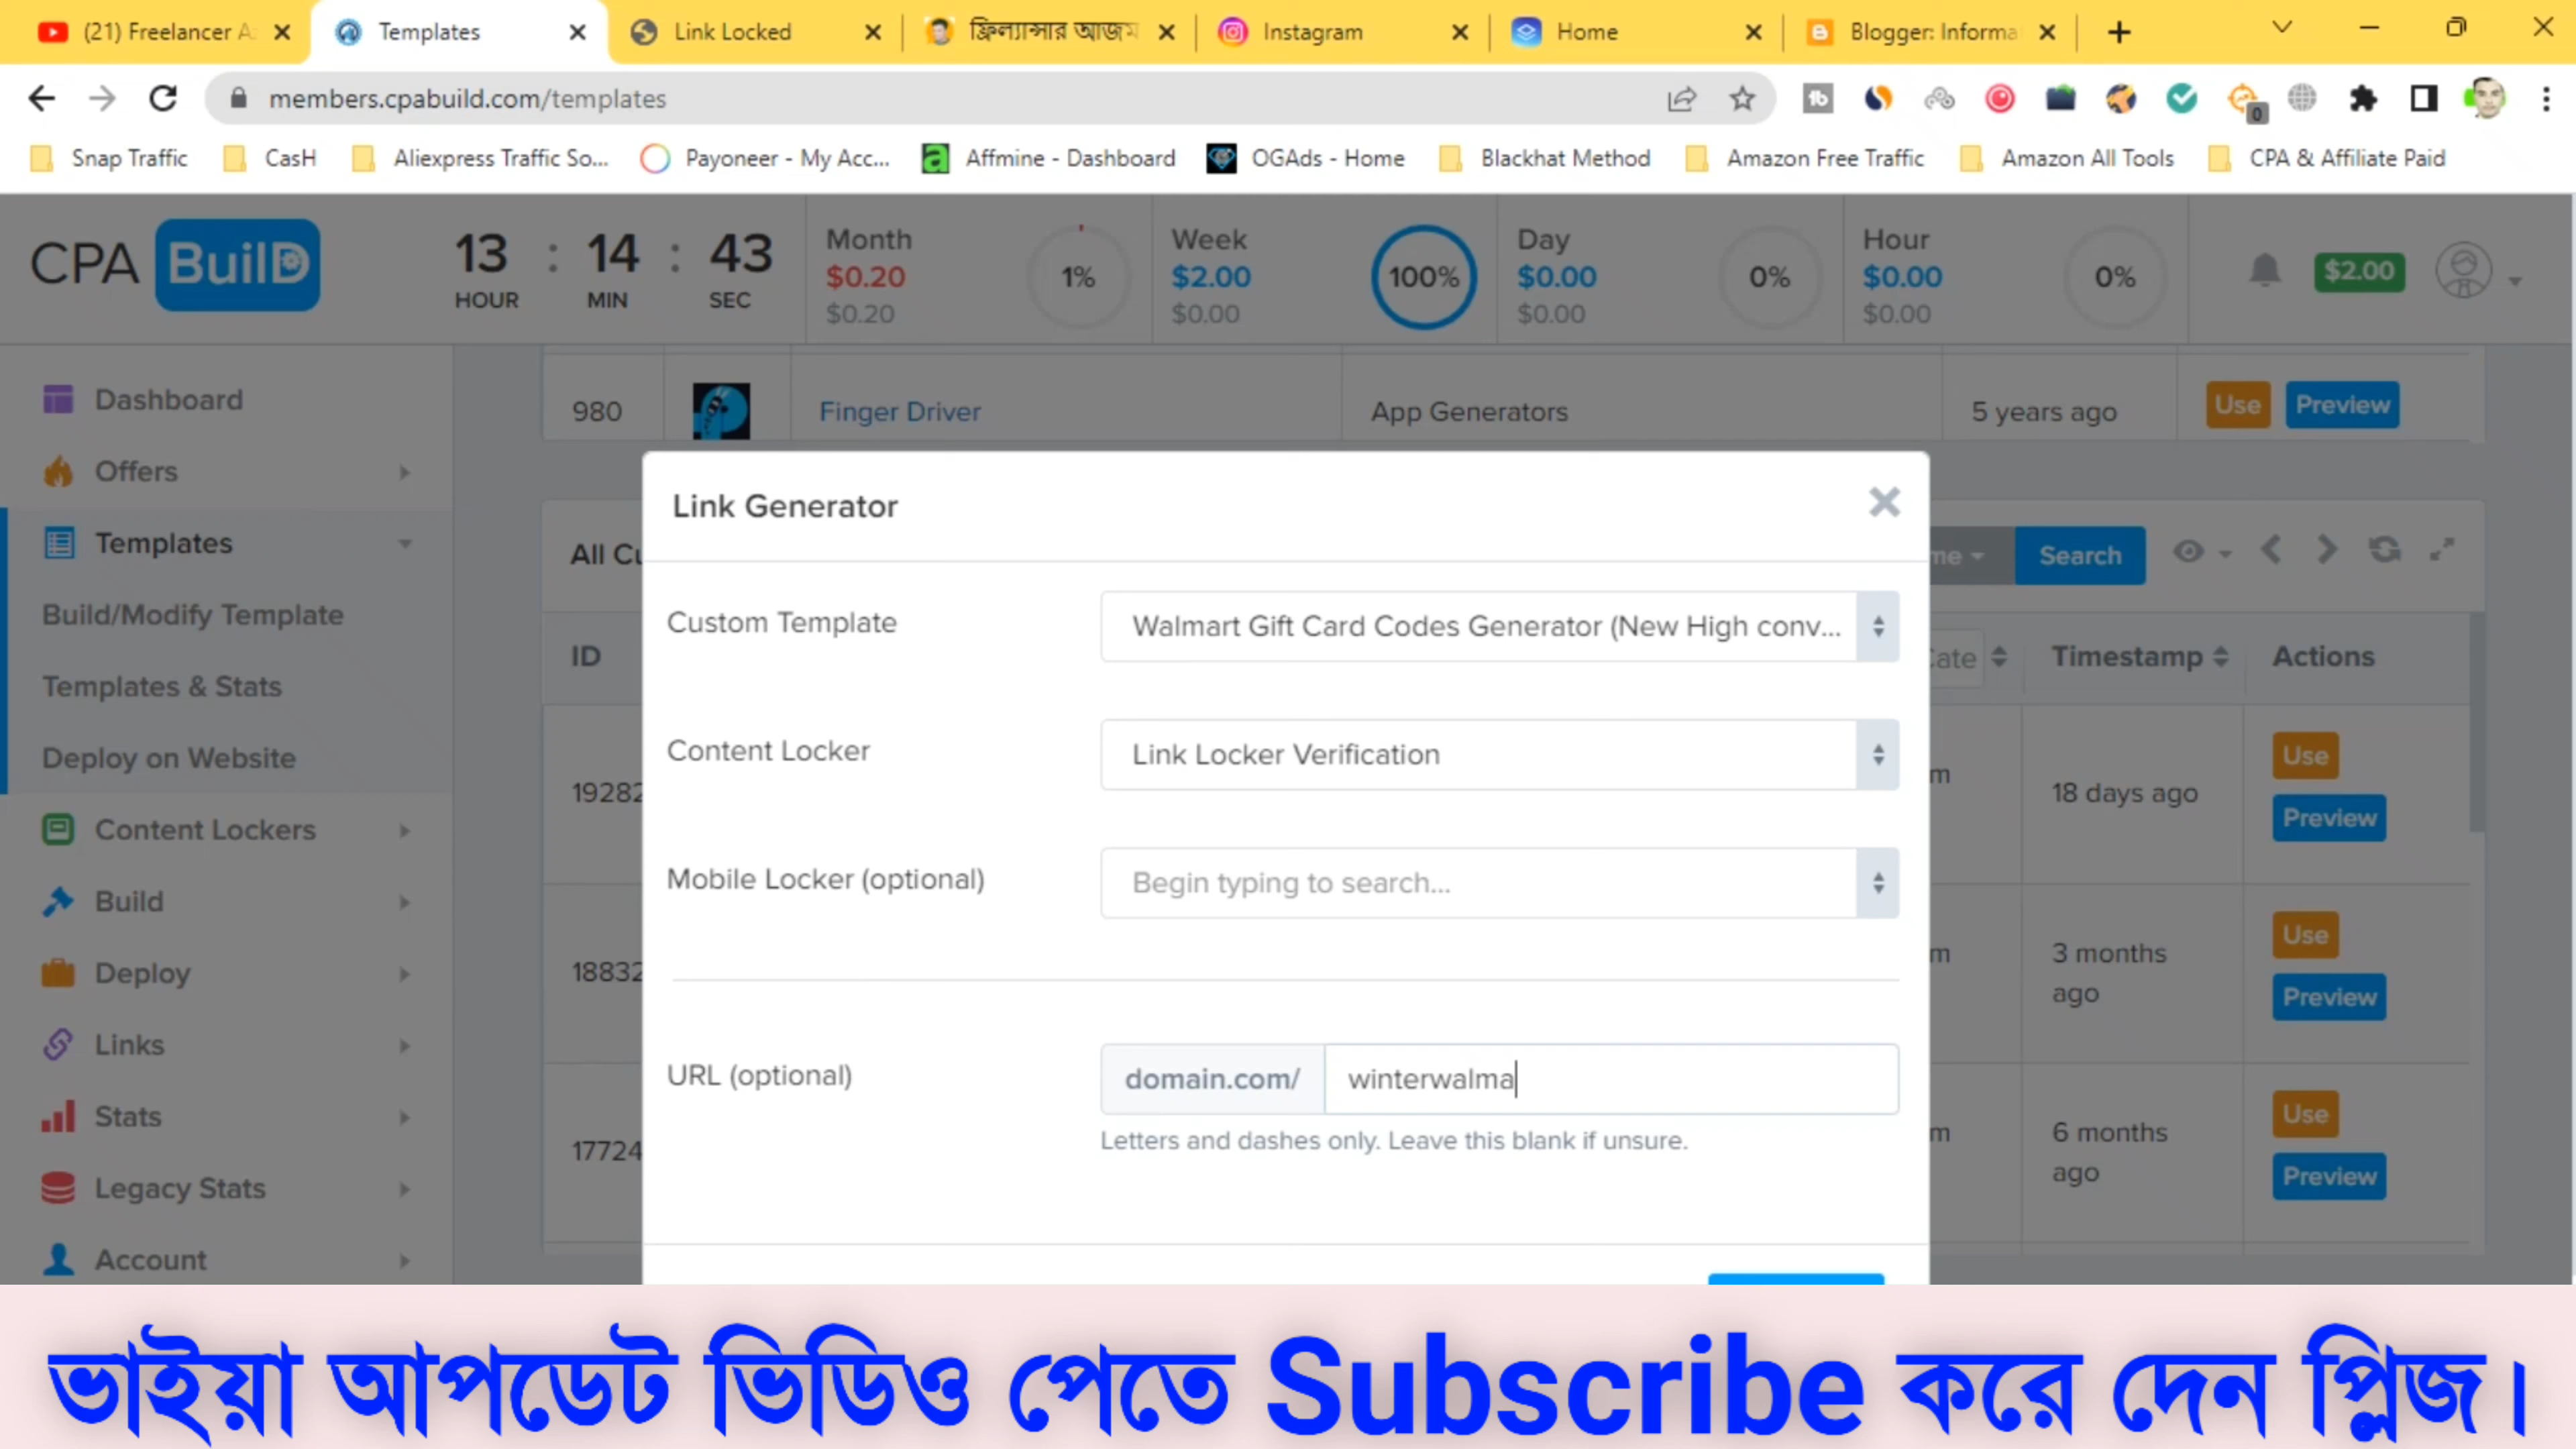 (21) Freelancer A
Templates
Link Locked
ফ্রিল্যান্সার আজম
Instagram
Home
Blogger: Informa
members.cpabuild.com/templates
0
Snap Traffic
CasH
Aliexpress Traffic So...
Payoneer - My Acc...
Affmine - Dashboard
OGAds - Home
Blackhat Method
Amazon Free Traffic
Amazon All Tools
CPA & Affiliate Paid
CPA BuilD
13 : 14 : 43
HOUR MIN SEC
Month
$0.20
$0.20
1%
Week
$2.00
$0.00
100%
Day
$0.00
$0.00
0%
Hour
$0.00
$0.00
0%
$2.00
Dashboard
Offers
Templates
Build/Modify Template
Templates & Stats
Deploy on Website
Content Lockers
Build
Deploy
Links
Stats
Legacy Stats
Account
980 Finger Driver App Generators 5 years ago Use Preview
All Cu
me
Search
ID
Cate
Timestamp
Actions
19282
m
18 days ago
Use
Preview
18832
m
3 months
ago
Use
Preview
17724
m
6 months
ago
Use
Preview
Link Generator
Custom Template
Walmart Gift Card Codes Generator (New High conv...
Content Locker
Link Locker Verification
Mobile Locker (optional)
Begin typing to search...
URL (optional)
domain.com/
winterwalma
Letters and dashes only. Leave this blank if unsure.
ভাইয়া আপডেট ভিডিও পেতে Subscribe করে দেন প্লিজ।